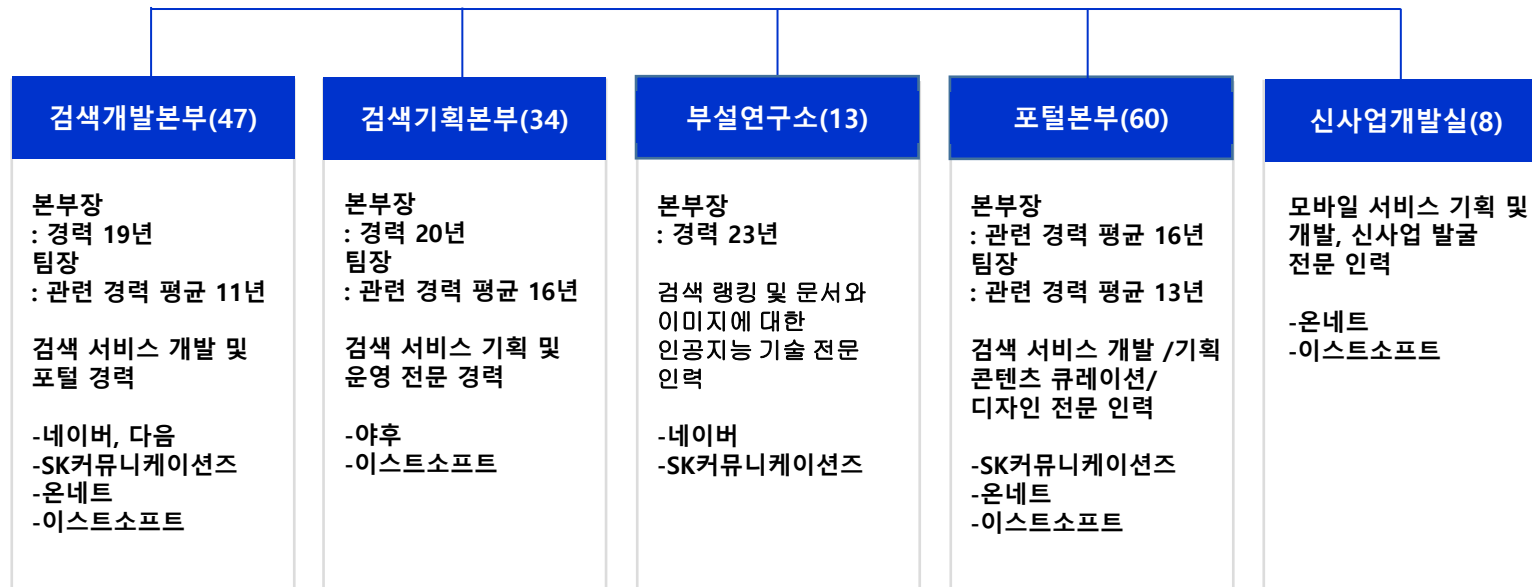 검색개발본부(47)
본부장
: 경력 19년
팀장
: 관련 경력 평균 11년
검색 서비스 개발 및
포털 경력
-네이버, 다음
-SK커뮤니케이션즈
-온네트
-이스트소프트
검색기획본부(34)
본부장
: 경력 20년
팀장
: 관련 경력 평균 16년
검색 서비스 기획 및
운영 전문 경력
-야후
-이스트소프트
부설연구소(13)
본부장
: 경력 23년
검색 랭킹 및 문서와
이미지에 대한
인공지능 기술 전문
인력
-네이버
-SK커뮤니케이션즈
포털본부(60)
본부장
: 관련 경력 평균 16년
팀장
: 관련 경력 평균 13년
검색 서비스 개발 /기획
콘텐츠 큐레이션/
디자인 전문 인력
-SK커뮤니케이션즈
-온네트
-이스트소프트
신사업개발실(8)
모바일 서비스 기획 및
개발, 신사업 발굴
전문 인력
-온네트
-이스트소프트